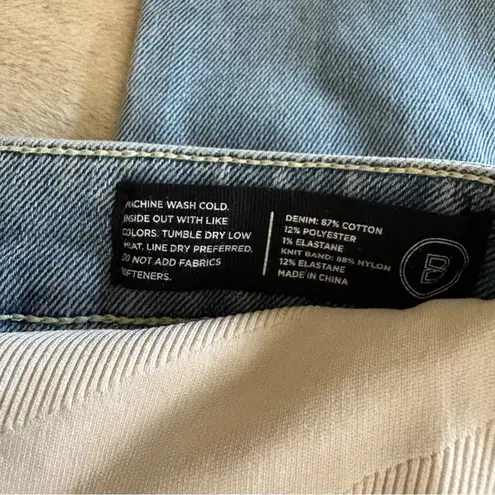 MACHINE WASH COLD.
INSIDE OUT WITH LIKE
COLORS. TUMBLE DRY LOW
HEAT. LINE DRY PREFERRED.
DO NOT ADD FABRICS
SOFTENERS.
DENIM: 87% COTTON
12% POLYESTER
1% ELASTANE
KNIT BAND: 88% NYLON
12% ELASTANE
MADE IN CHINA
B